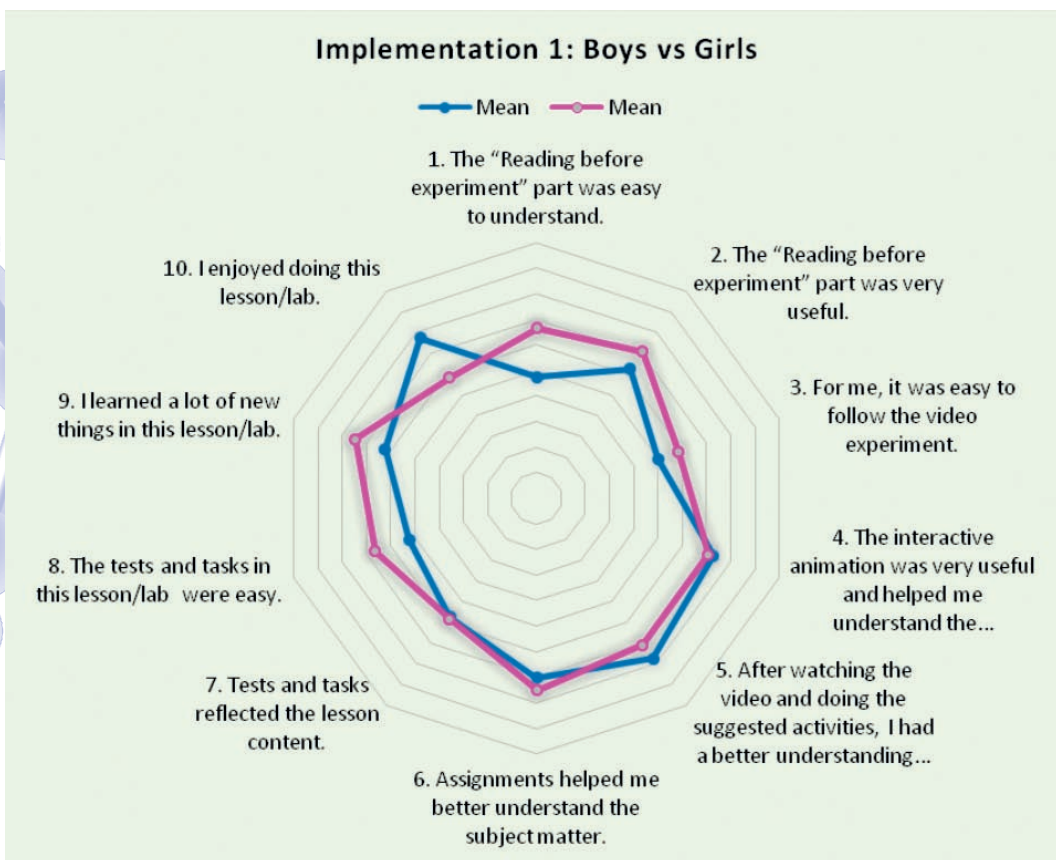 Implementation 1: Boys vs Girls
Mean
Mean
1. The “Reading before
experiment” part was easy
to understand.
2. The “Reading before
experiment” part was very
useful.
3. For me, it was easy to
follow the video
experiment.
4. The interactive
animation was very useful
and helped me
understand the...
5. After watching the
video and doing the
suggested activities, I had
a better understanding...
6. Assignments helped me
better understand the
subject matter.
7. Tests and tasks
reflected the lesson
content.
8. The tests and tasks in
this lesson/lab were easy.
9. I learned a lot of new
things in this lesson/lab.
10. I enjoyed doing this
lesson/lab.